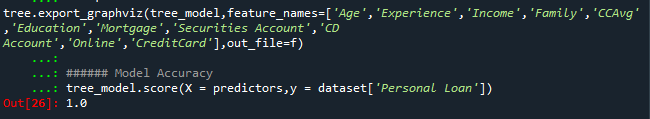 tree.export_graphviz(tree_model,feature_names=['Age','Experience','Income','Family','CCAvg'
,'Education','Mortgage','Securities Account','CD
Account','Online','CreditCard'],out_file=f)
...:
...: ###### Model Accuracy
...: tree_model.score(X = predictors,y = dataset['Personal Loan'])
Out[26]: 1.0